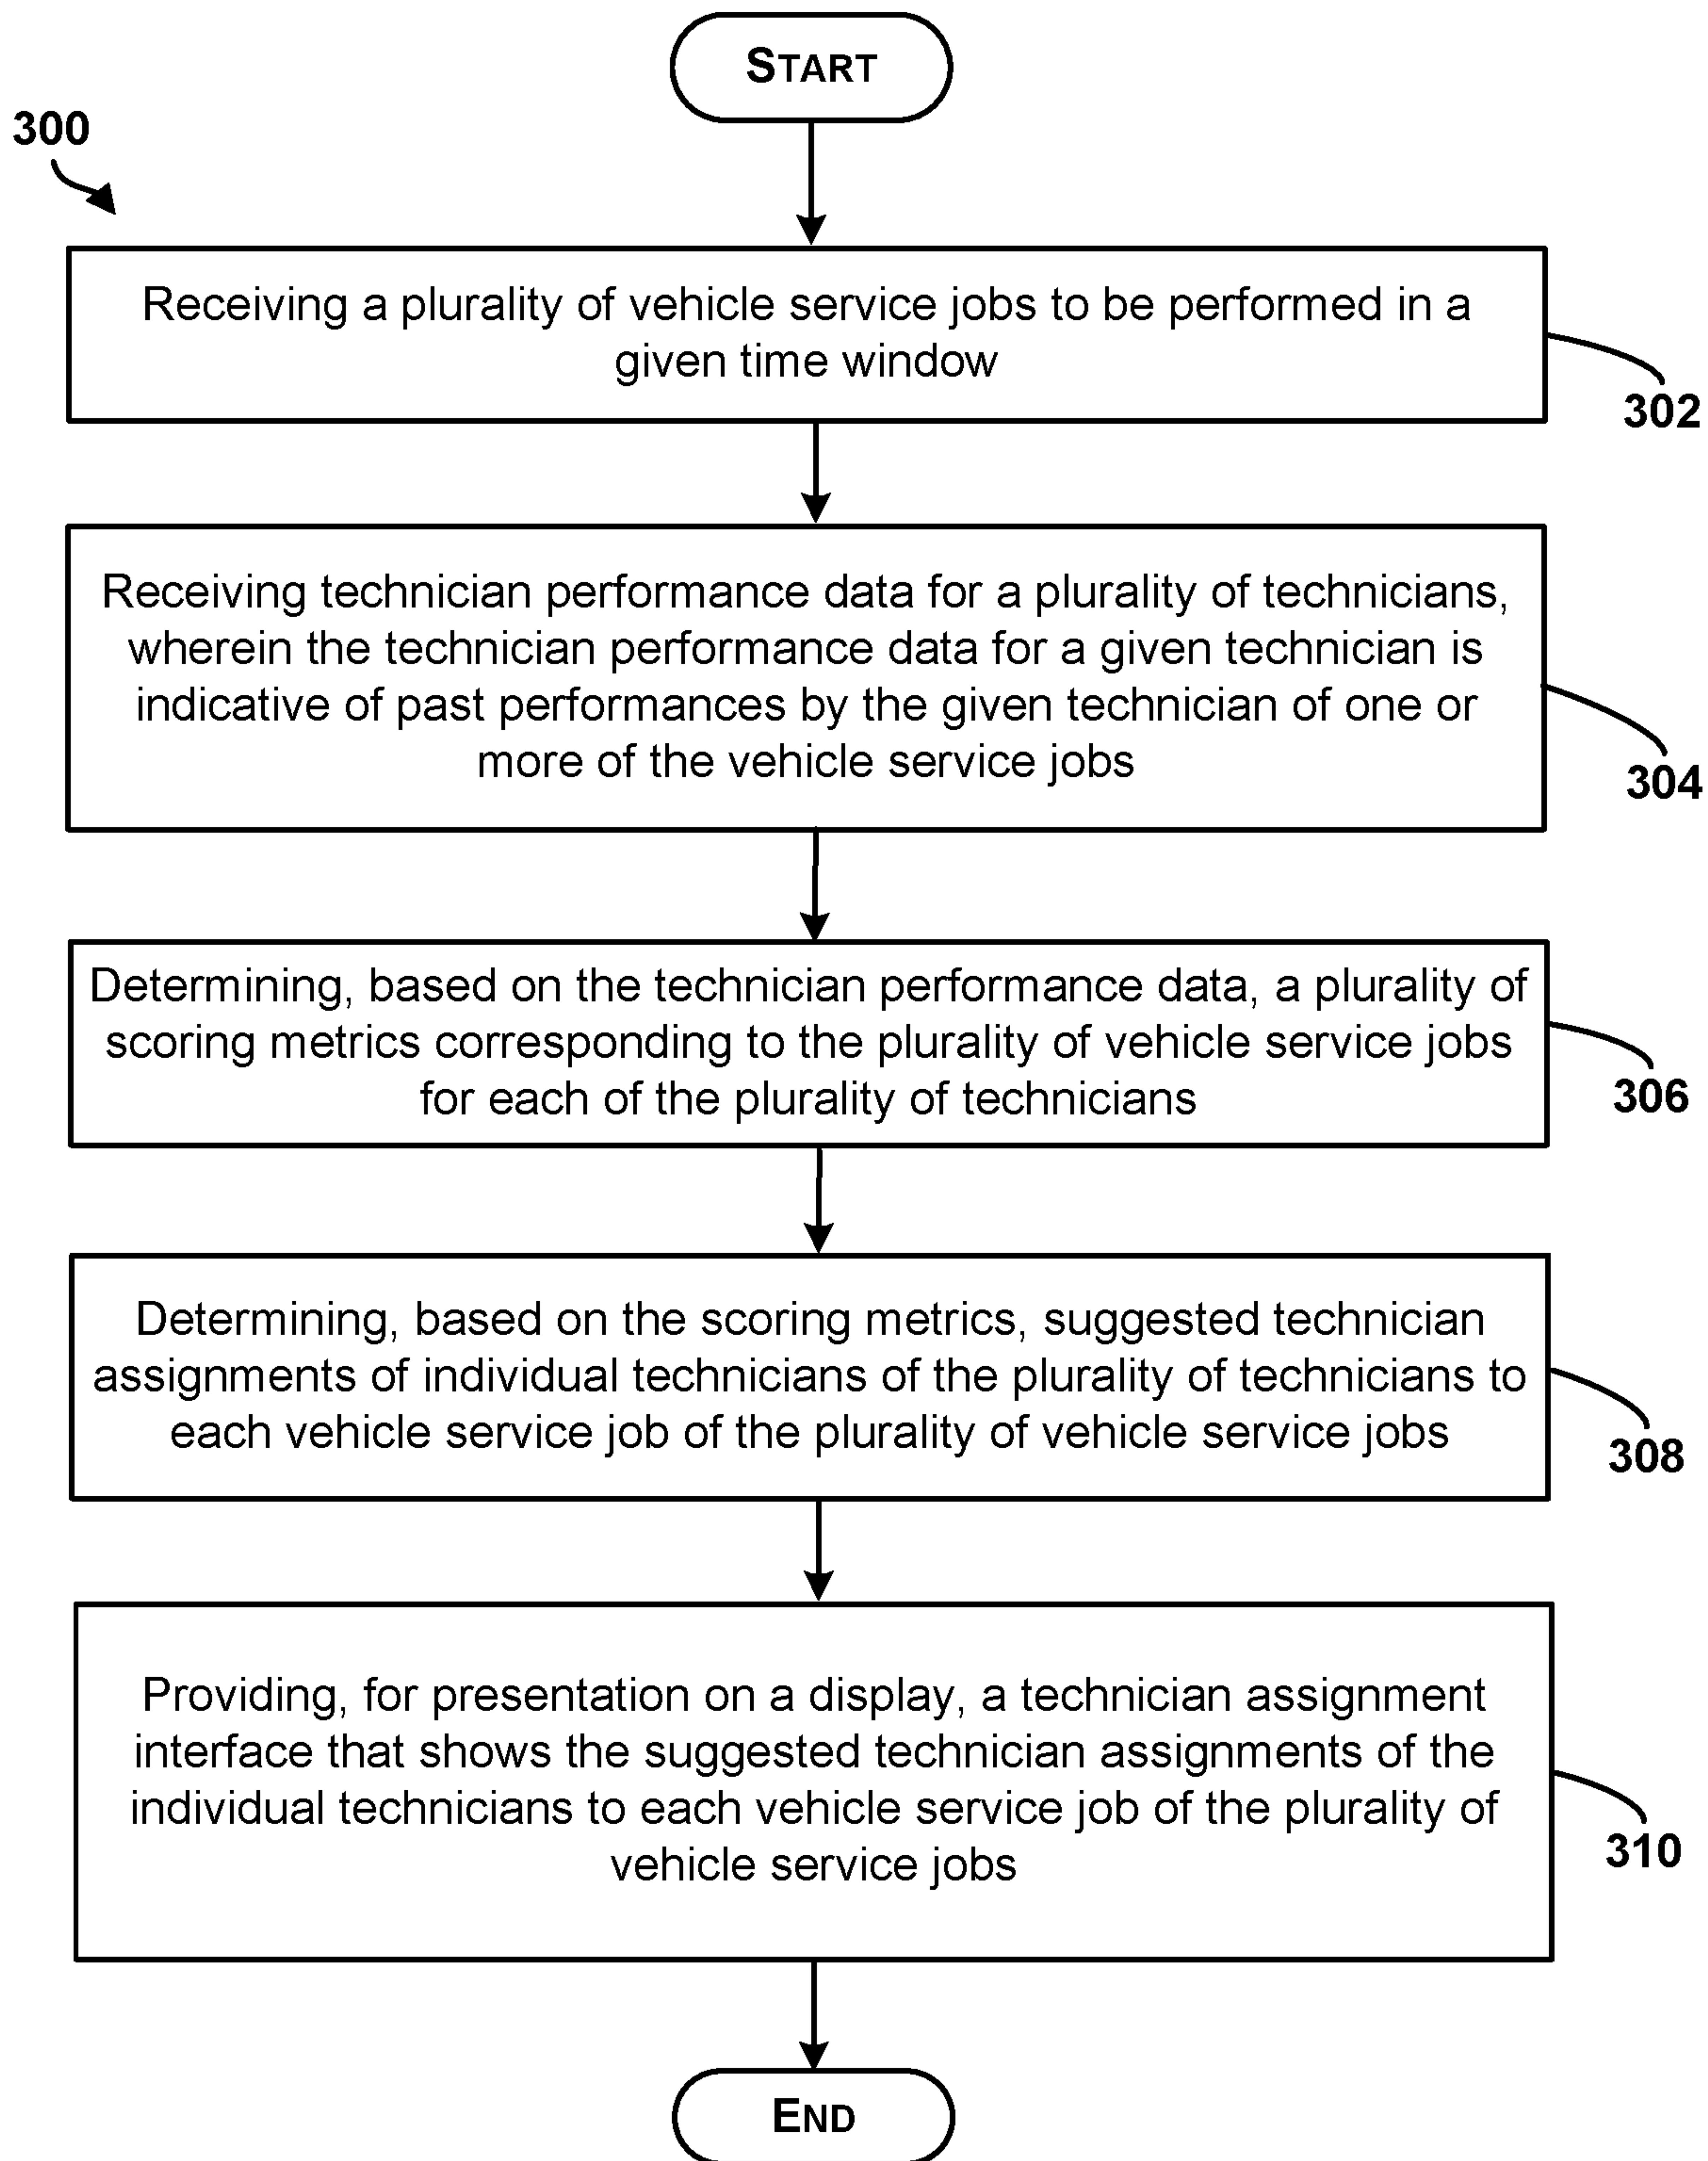 START
300
Receiving a plurality of vehicle service jobs to be performed in a
given time window
302
Receiving technician performance data for a plurality of technicians,
wherein the technician performance data for a given technician is
indicative of past performances by the given technician of one or
more of the vehicle service jobs
304
Determining, based on the technician performance data, a plurality of
scoring metrics corresponding to the plurality of vehicle service jobs
for each of the plurality of technicians
306
Determining, based on the scoring metrics, suggested technician
assignments of individual technicians of the plurality of technicians to
each vehicle service job of the plurality of vehicle service jobs
308
Providing, for presentation on a display, a technician assignment
interface that shows the suggested technician assignments of the
individual technicians to each vehicle service job of the plurality of
vehicle service jobs
310
END